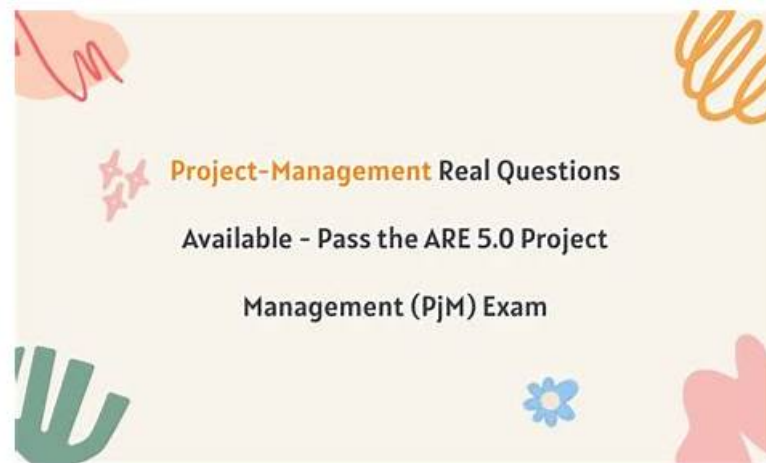 Project-Management Real Questions
Available - Pass the ARE 5.0 Project
Management (PjM) Exam